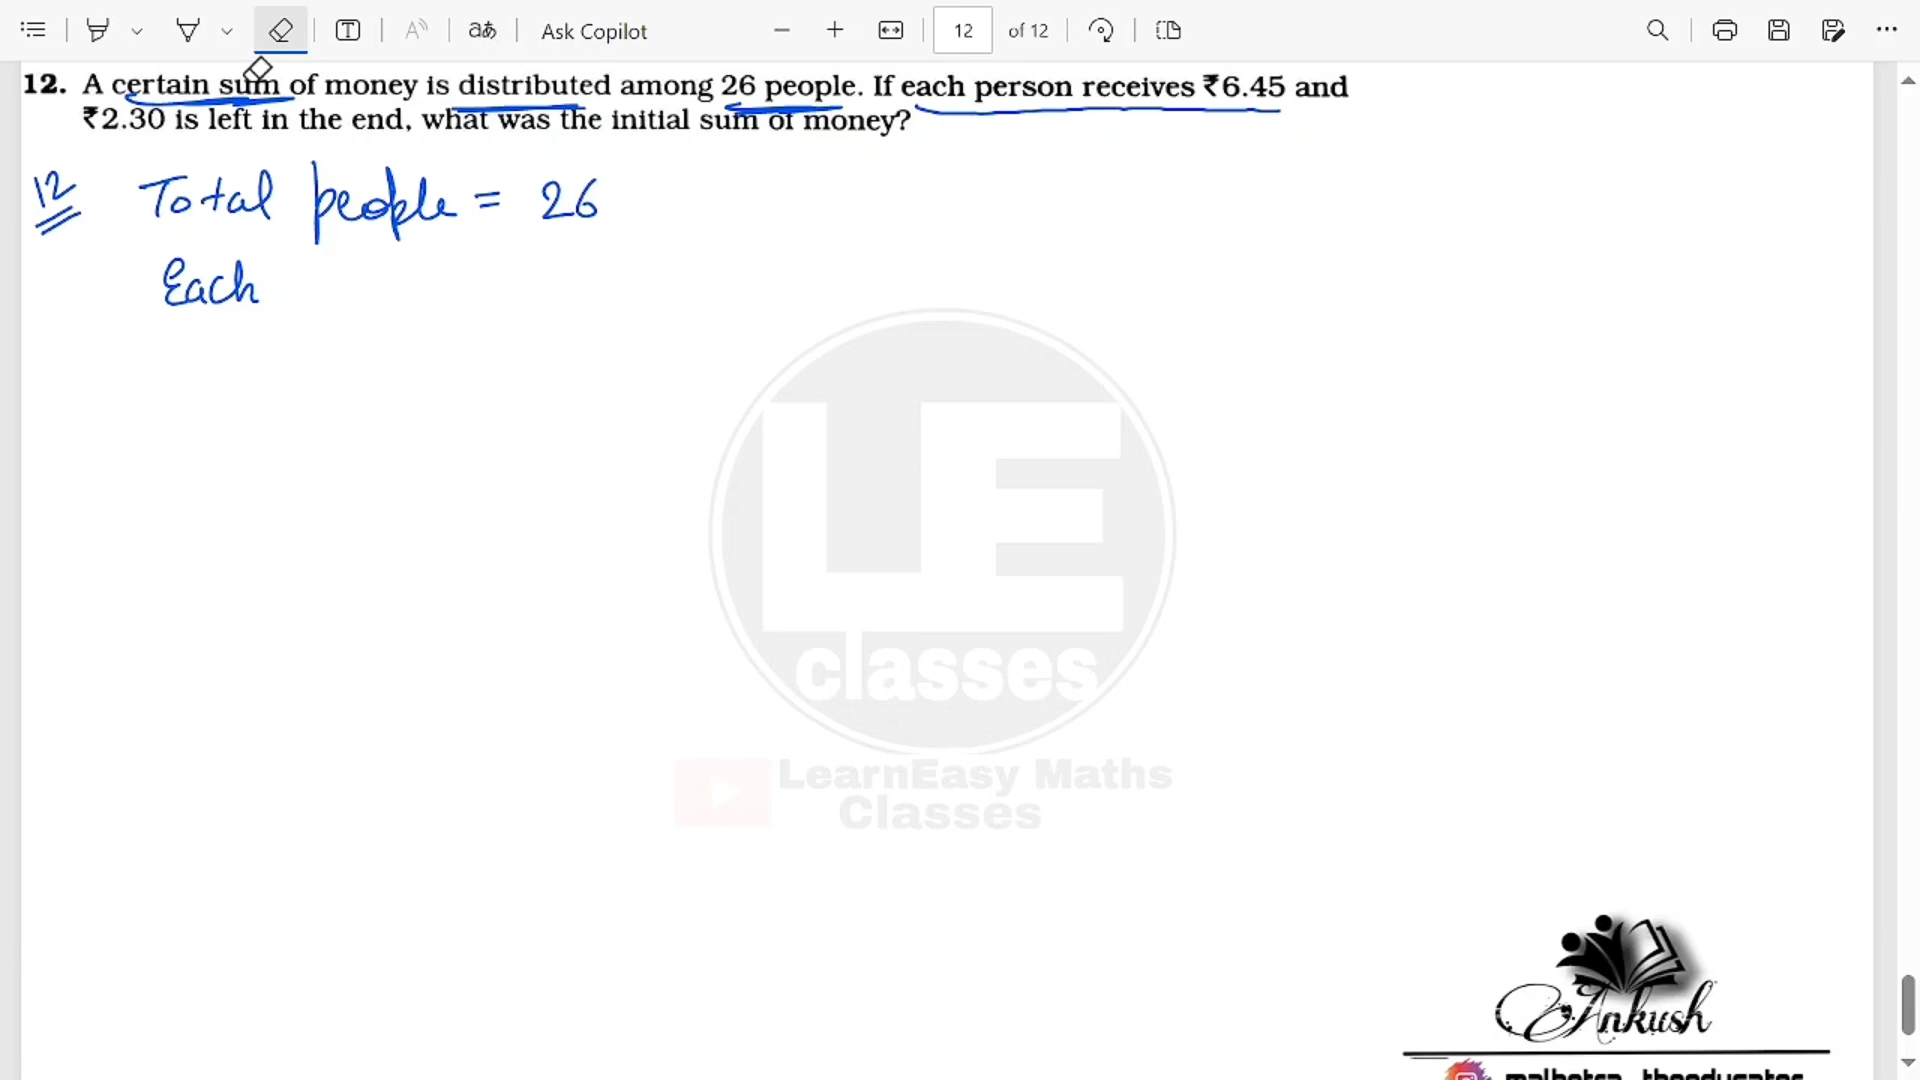 Ask Copilot
12
of 12
12. A certain sum of money is distributed among 26 people. If each person receives ₹6.45 and
₹2.30 is left in the end, what was the initial sum of money?
12 Total people = 26
Each
LE
classes
LearnEasy Maths
Classes
Ankush